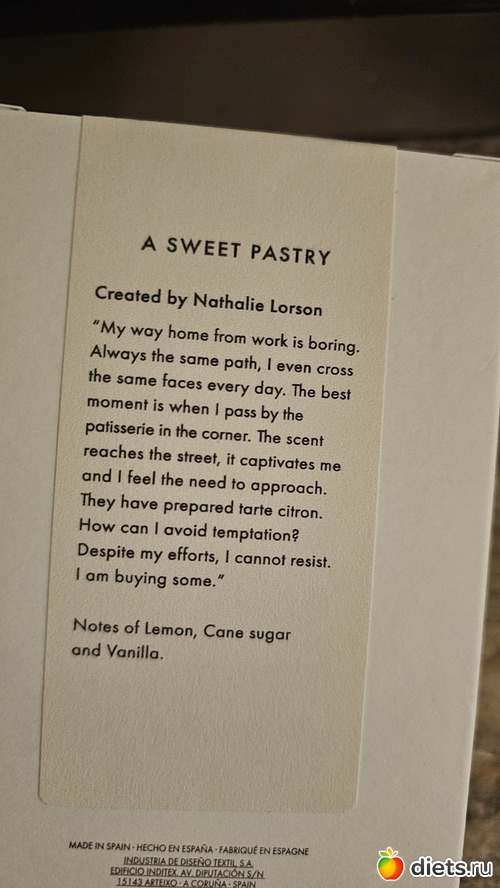 A SWEET PASTRY
Created by Nathalie Lorson
“My way home from work is boring.
Always the same path, I even cross
the same faces every day. The best
moment is when I pass by the
patisserie in the corner. The scent
reaches the street, it captivates me
and I feel the need to approach.
They have prepared tarte citron.
How can I avoid temptation?
Despite my efforts, I cannot resist.
I am buying some.”
Notes of Lemon, Cane sugar
and Vanilla.
MADE IN SPAIN · HECHO EN ESPAÑA · FABRIQUÉ EN ESPAGNE
INDUSTRIA DE DISEÑO TEXTIL, S.A.
EDIFICIO INDITEX, AV. DIPUTACIÓN S/N
15143 ARTEIXO · A CORUÑA · SPAIN
diets.ru